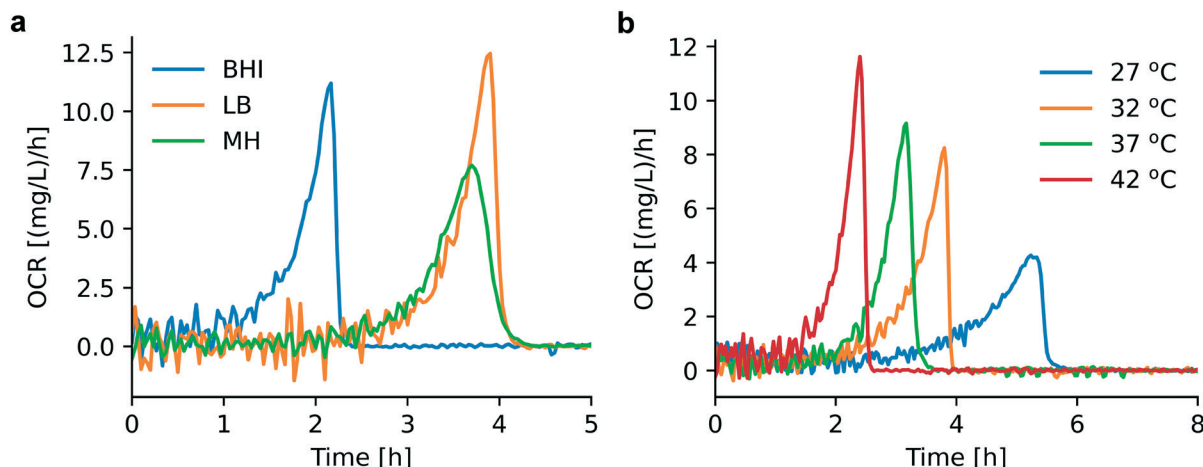 a
12.5
10.0
7.5
5.0
2.5
0.0
OCR [(mg/L)/h]
BHI
LB
MH
0 1 2 3 4 5
Time [h]
b
12
10
8
6
4
2
0
OCR [(mg/L)/h]
27 °C
32 °C
37 °C
42 °C
0 2 4 6 8
Time [h]